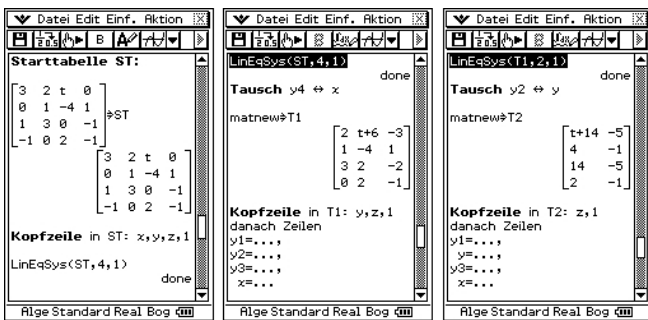 Datei Edit Einf. Aktion
B
Starttabelle ST:
3 2 t 0
0 1 -4 1
1 3 0 -1
-1 0 2 -1
⇒ST
3 2 t 0
0 1 -4 1
1 3 0 -1
-1 0 2 -1
Kopfzeile in ST: x,y,z,1
LinEqSys(ST,4,1)
done
Alge Standard Real Bog
Datei Edit Einf. Aktion
LinEqSys(ST,4,1)
done
Tausch y4 ↔ x
matnew⇒T1
2 t+6 -3
1 -4 1
3 2 -2
0 2 -1
Kopfzeile in T1: y,z,1
danach Zeilen
y1=...,
y2=...,
y3=...,
x=...
Alge Standard Real Bog
Datei Edit Einf. Aktion
LinEqSys(T1,2,1)
done
Tausch y2 ↔ y
matnew⇒T2
t+14 -5
4 -1
14 -5
2 -1
Kopfzeile in T2: z,1
danach Zeilen
y1=...,
y=...,
y3=...,
x=...
Alge Standard Real Bog